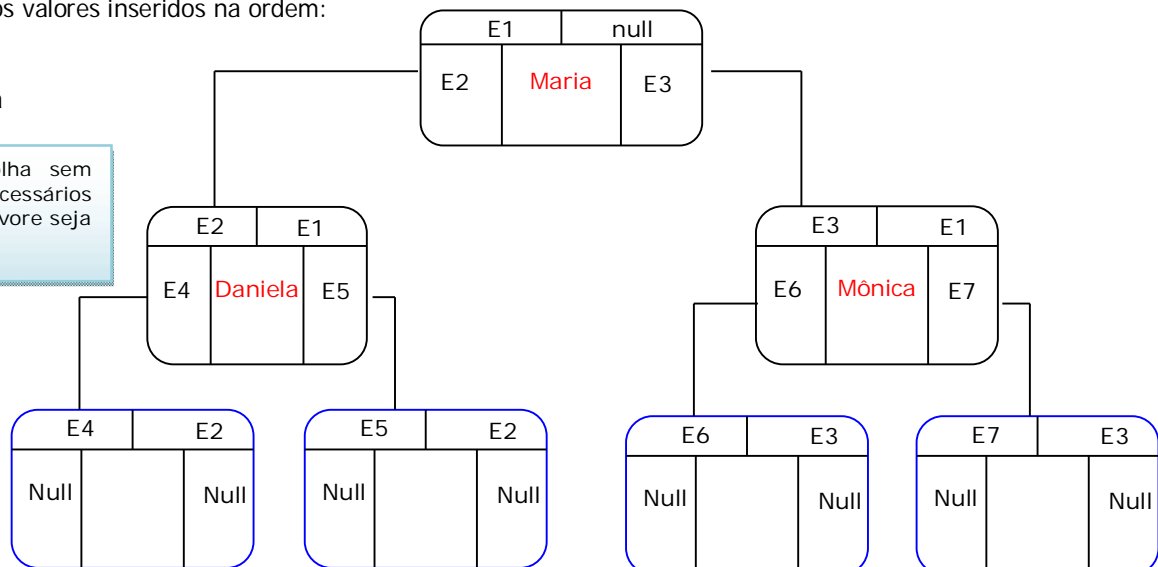 os valores inseridos na ordem:
E1 null
E2 Maria E3
lha sem
cessários
vore seja
E2 E1
E4 Daniela E5
E3 E1
E6 Mônica E7
E4 E2
Null Null
E5 E2
Null Null
E6 E3
Null Null
E7 E3
Null Null